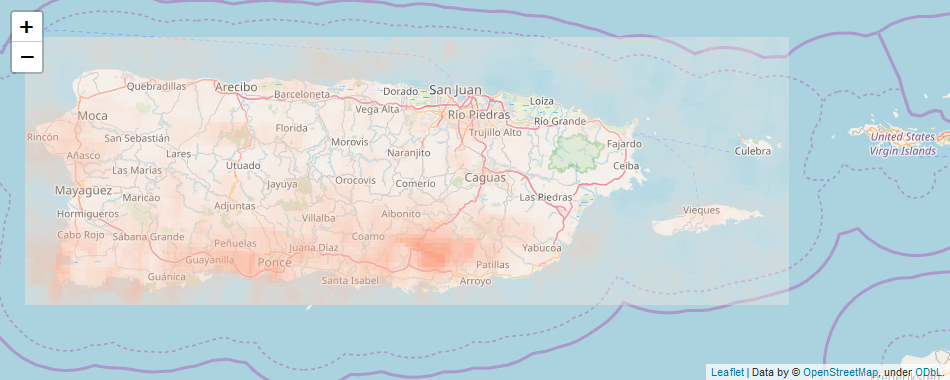 +
−
Quebradillas
Arecibo
Barceloneta
Dorado
San Juan
Loíza
Moca
Vega Alta
Río Piedras
Río Grande
Rincón
San Sebastián
Florida
Morovis
Trujillo Alto
Fajardo
Culebra
United States
Virgin Islands
Añasco
Lares
Utuado
Naranjito
Ceiba
Las Marías
Mayagüez
Maricao
Jayuya
Orocovis
Comerío
Caguas
Las Piedras
Hormigueros
Adjuntas
Villalba
Aibonito
Vieques
Cabo Rojo
Sabana Grande
Peñuelas
Juana Díaz
Coamo
Yabucoa
Guayanilla
Ponce
Patillas
Guánica
Santa Isabel
Arroyo
Leaflet | Data by © OpenStreetMap, under ODbL.